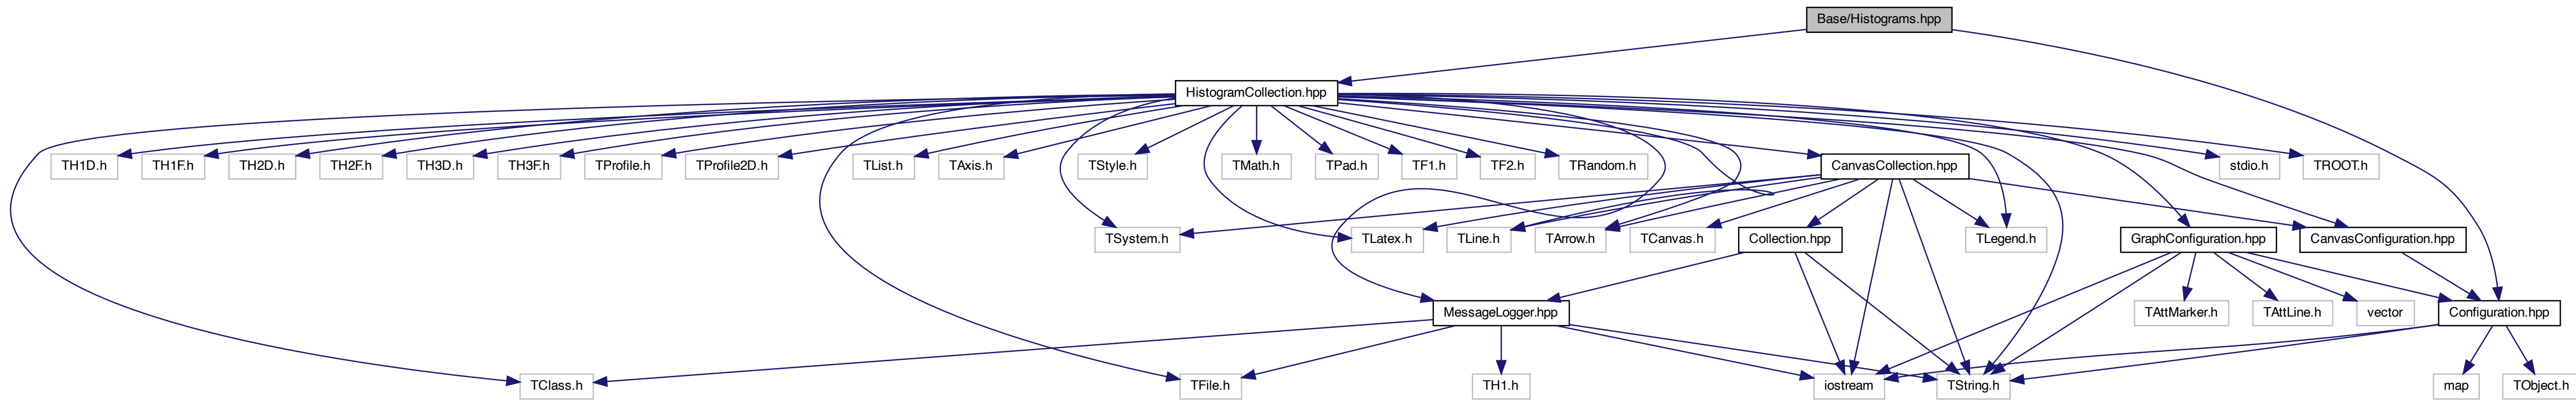 Base/Histograms.hpp
HistogramCollection.hpp
TH1D.h
TH1F.h
TH2D.h
TH2F.h
TH3D.h
TH3F.h
TProfile.h
TProfile2D.h
TList.h
TAxis.h
TStyle.h
TMath.h
TPad.h
TF1.h
TF2.h
TRandom.h
CanvasCollection.hpp
stdio.h
TROOT.h
TSystem.h
TLatex.h
TLine.h
TArrow.h
TCanvas.h
Collection.hpp
TLegend.h
GraphConfiguration.hpp
CanvasConfiguration.hpp
MessageLogger.hpp
TAttMarker.h
TAttLine.h
vector
Configuration.hpp
TClass.h
TFile.h
TH1.h
iostream
TString.h
map
TObject.h